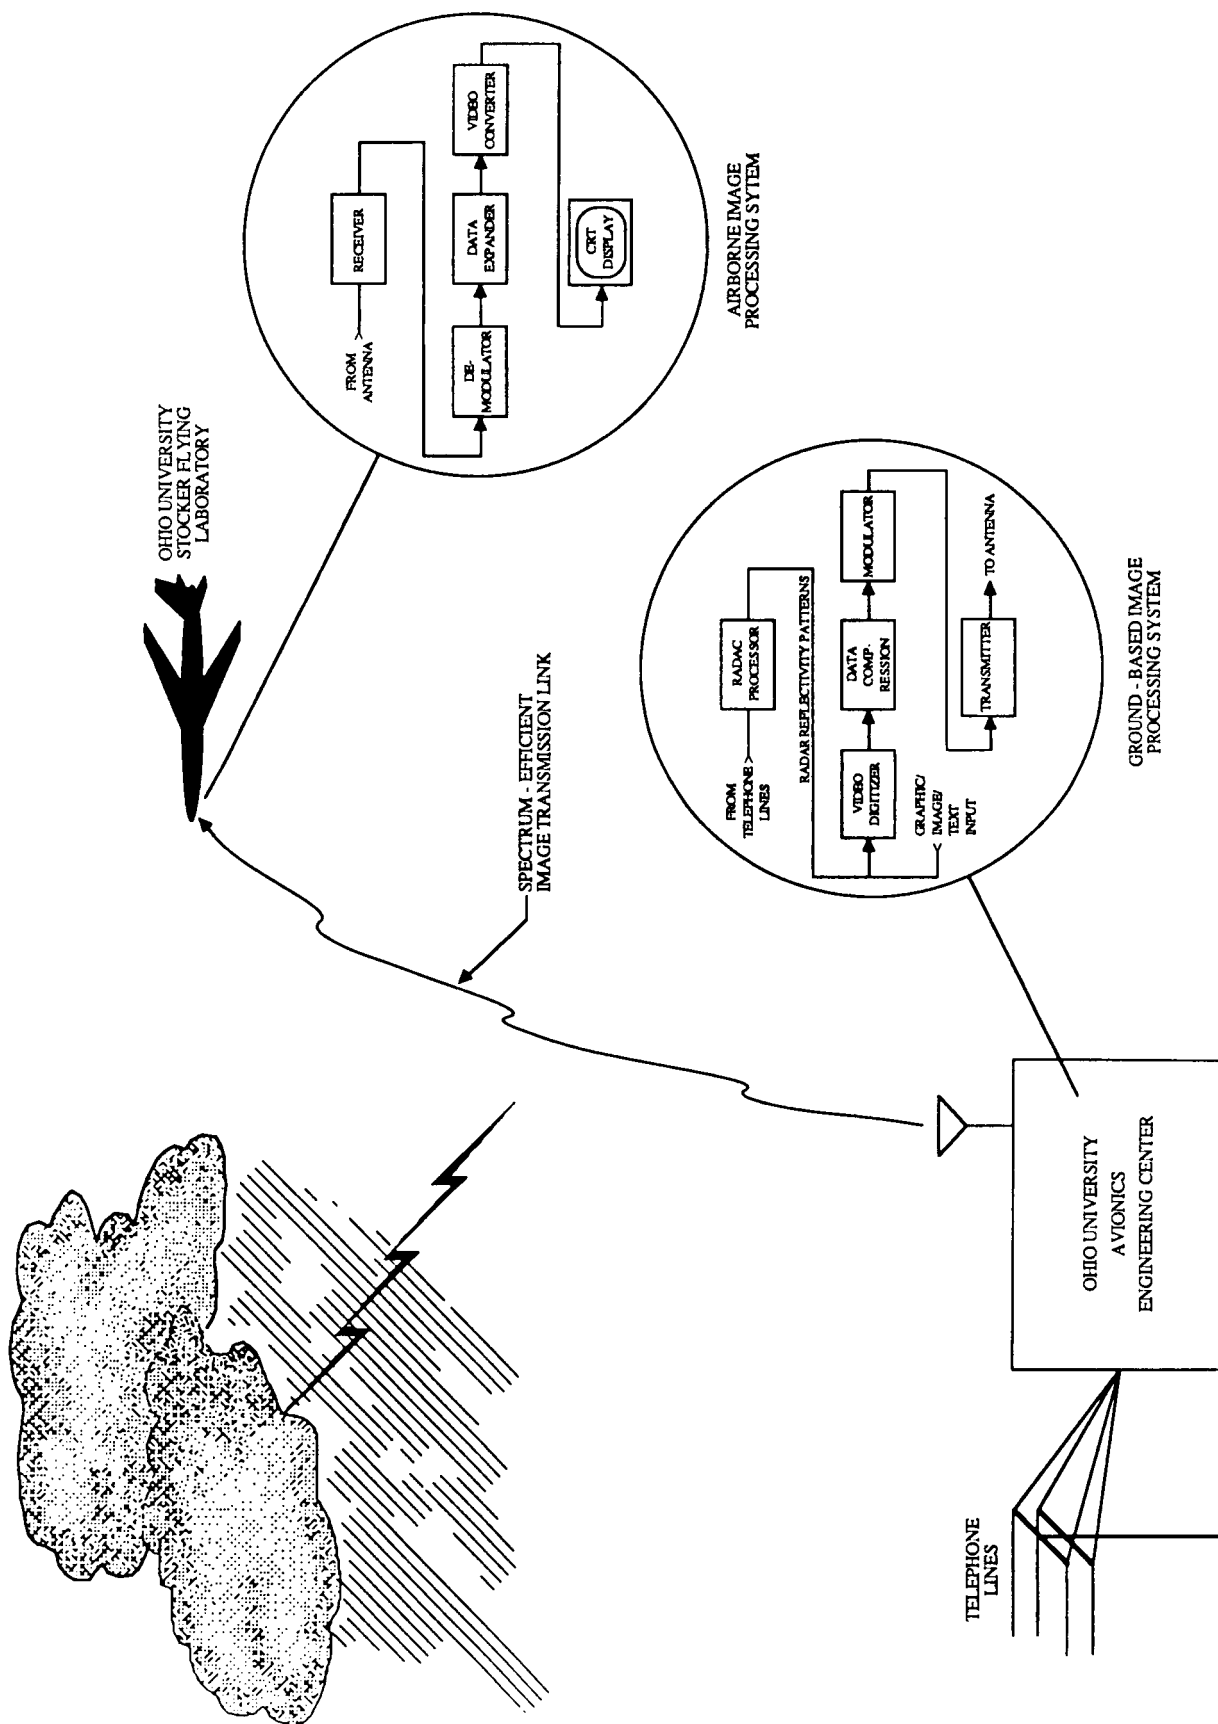 OHIO UNIVERSITY
STOCKER FLYING
LABORATORY
FROM
ANTENNA
RECEIVER
DE-
MODULATOR
DATA
EXPANDER
VIDEO
CONVERTER
CRT
DISPLAY
AIRBORNE IMAGE
PROCESSING SYTEM
SPECTRUM - EFFICIENT
IMAGE TRANSMISSION LINK
FROM
TELEPHONE
LINES
RADAC
PROCESSOR
RADAR REFLECTIVITY PATTERNS
VIDEO
DIGITIZER
DATA
COMP-
RESSION
MODULATOR
GRAPHIC/
IMAGE/
TEXT
INPUT
TRANSMITTER
TO ANTENNA
GROUND - BASED IMAGE
PROCESSING SYSTEM
TELEPHONE
LINES
OHIO UNIVERSITY
AVIONICS
ENGINEERING CENTER